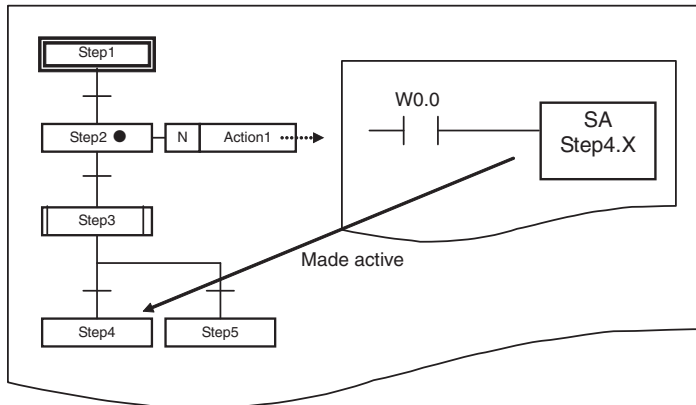 Step1
Step2
N
Action1
Step3
Step4
Step5
W0.0
SA
Step4.X
Made active